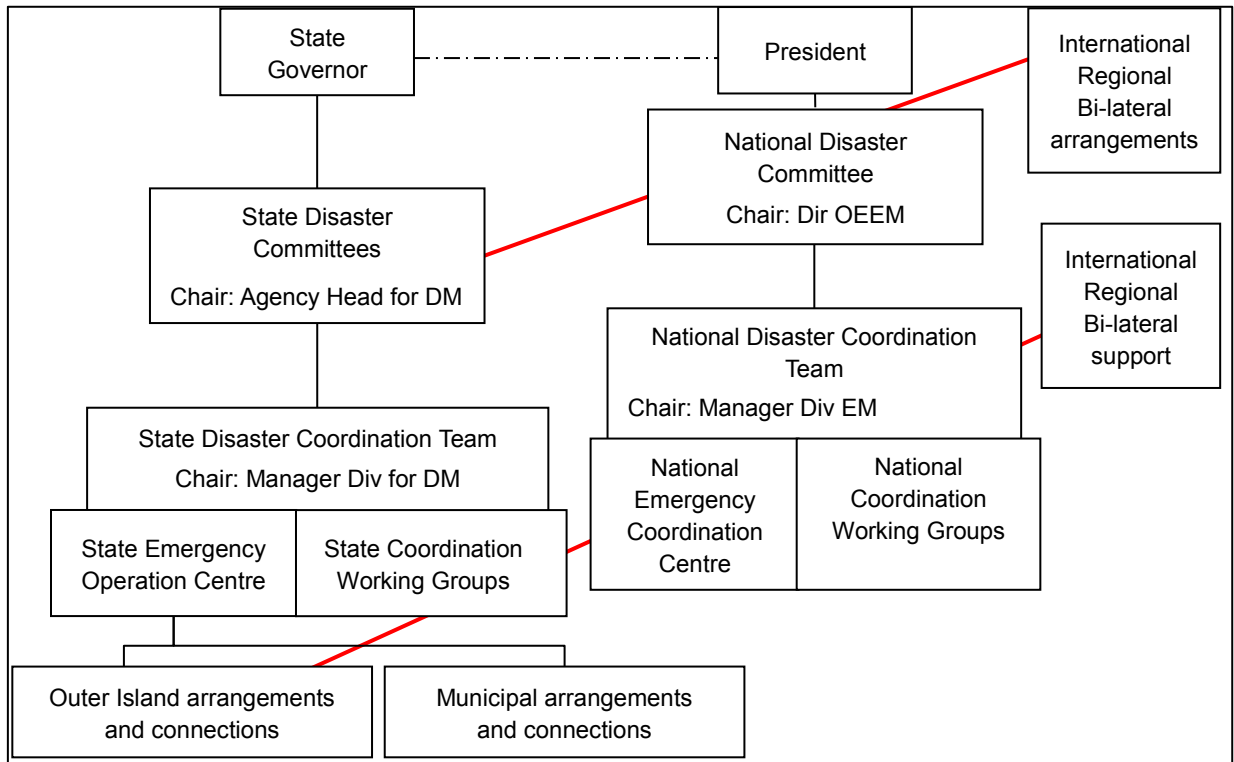 State
Governor
President
International
Regional
Bi-lateral
arrangements
National Disaster
Committee
Chair: Dir OEEM
State Disaster
Committees
Chair: Agency Head for DM
International
Regional
Bi-lateral
support
National Disaster Coordination
Team
Chair: Manager Div EM
State Disaster Coordination Team
Chair: Manager Div for DM
National
Emergency
Coordination
Centre
National
Coordination
Working Groups
State Emergency
Operation Centre
State Coordination
Working Groups
Outer Island arrangements
and connections
Municipal arrangements
and connections